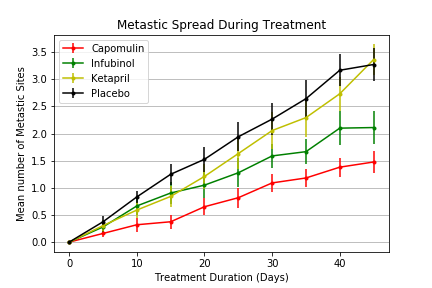 Metastic Spread During Treatment
Capomulin
Infubinol
Ketapril
Placebo
Mean number of Metastic Sites
3.5
3.0
2.5
2.0
1.5
1.0
0.5
0.0
0 10 20 30 40
Treatment Duration (Days)